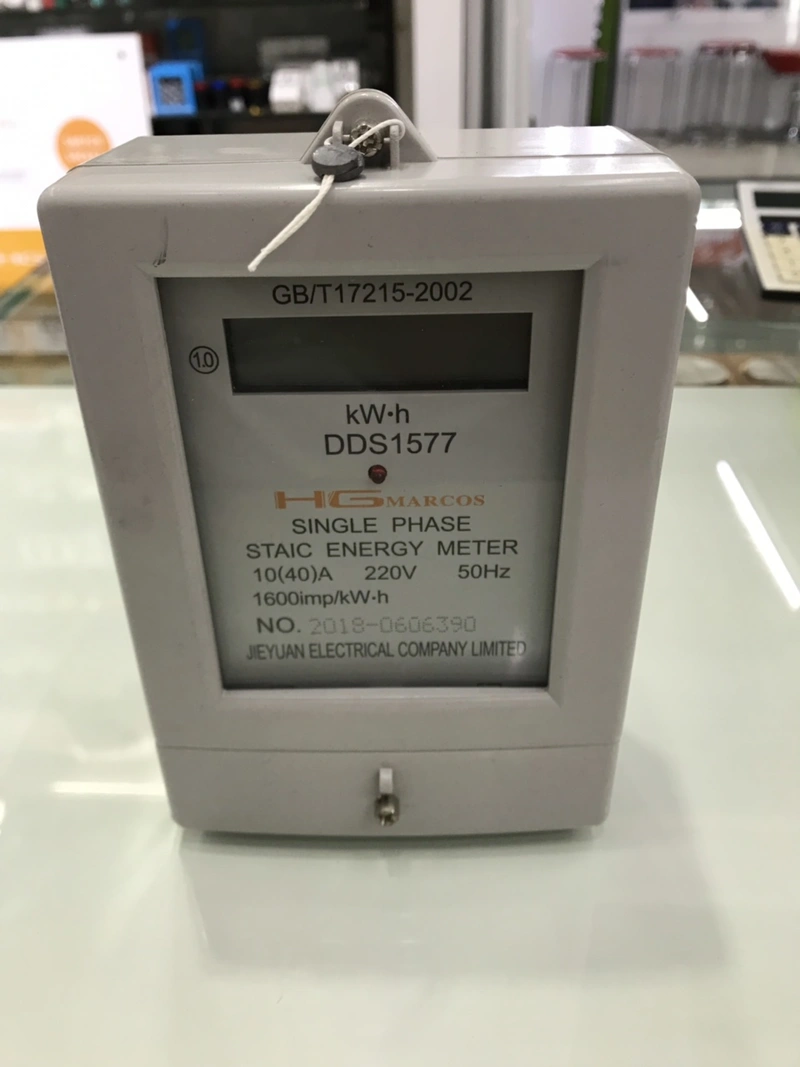 GB/T17215-2002
1.0
kW·h
DDS1577
HG MARCOS
SINGLE PHASE
STAIC ENERGY METER
10(40)A 220V 50Hz
1600imp/kW·h
NO. 2018-0606390
JIEYUAN ELECTRICAL COMPANY LIMITED